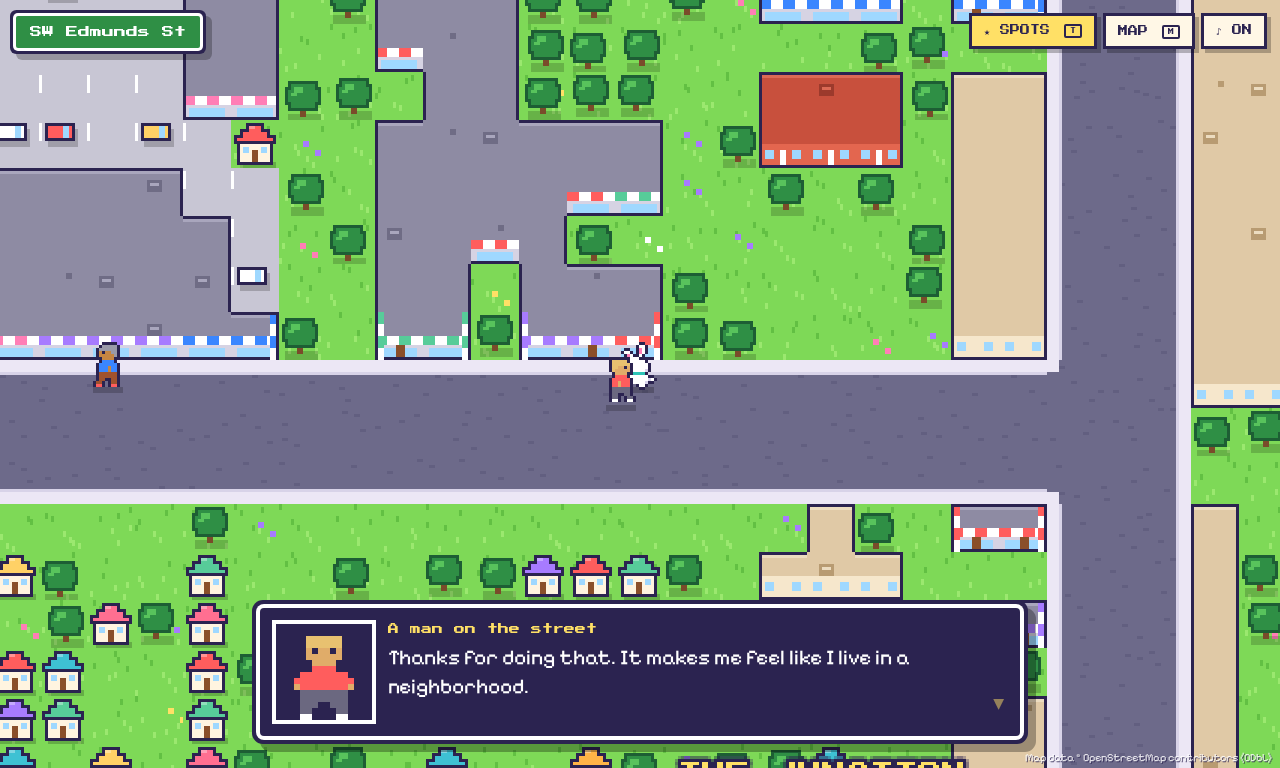 SW Edmunds St
★ SPOTS T
MAP M
♪ ON
A man on the street
Thanks for doing that. It makes me feel like I live in a
neighborhood.
Map data © OpenStreetMap contributors (ODbL)